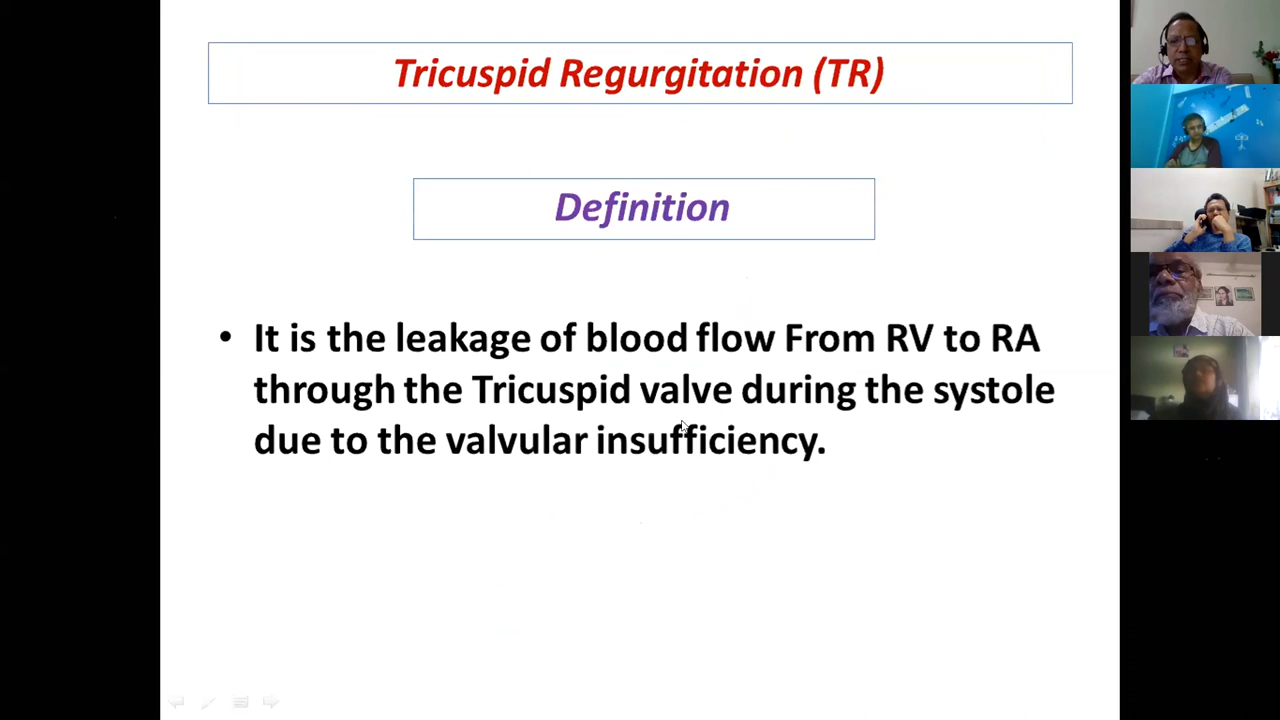 Tricuspid Regurgitation (TR)
Definition
• It is the leakage of blood flow From RV to RA
through the Tricuspid valve during the systole
due to the valvular insufficiency.